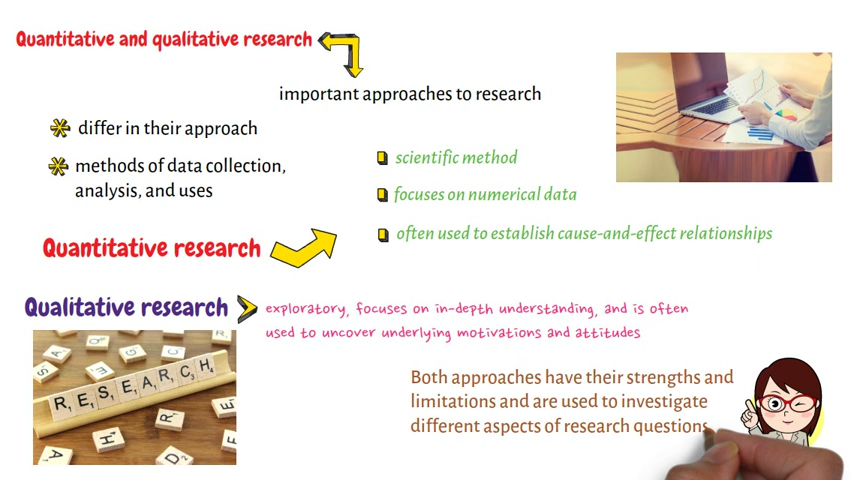 Quantitative and qualitative research
important approaches to research
differ in their approach
methods of data collection,
analysis, and uses
scientific method
focuses on numerical data
often used to establish cause-and-effect relationships
Quantitative research
Qualitative research
exploratory, focuses on in-depth understanding, and is often
used to uncover underlying motivations and attitudes
RESEARCH
Both approaches have their strengths and
limitations and are used to investigate
different aspects of research questions